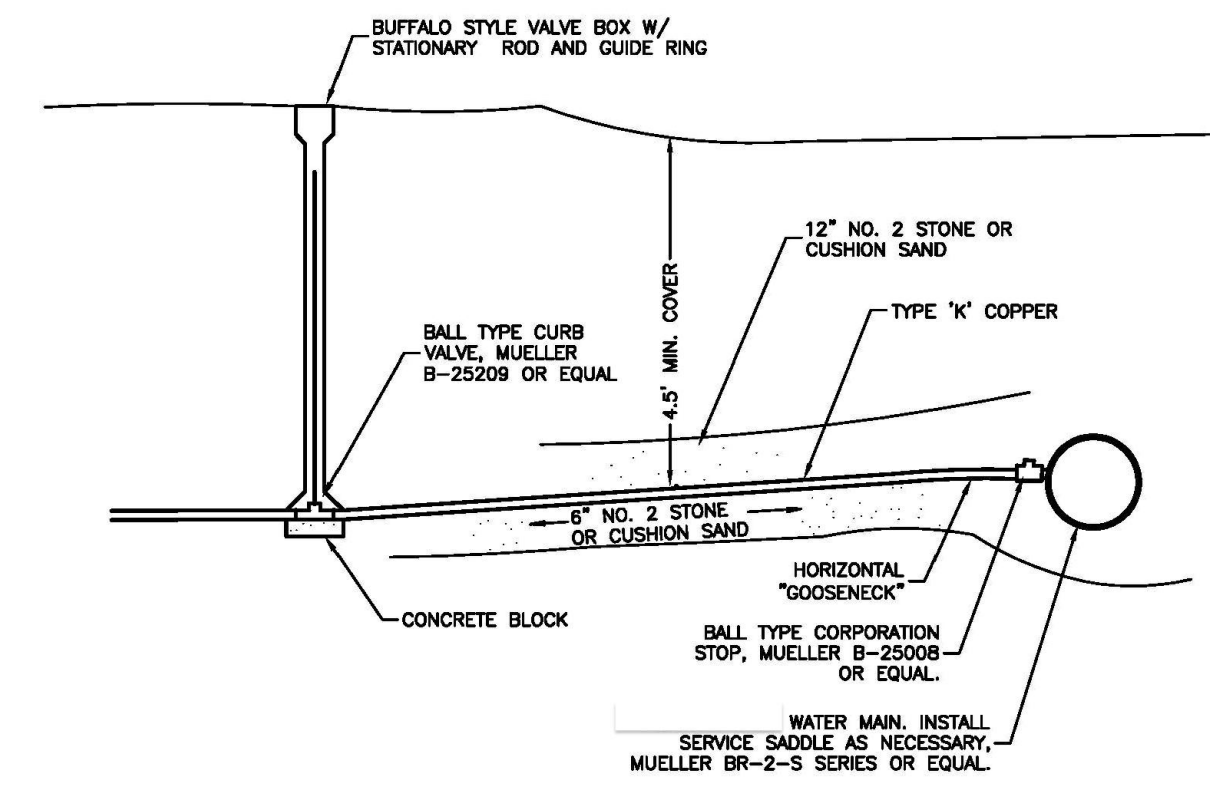 BUFFALO STYLE VALVE BOX W/
STATIONARY ROD AND GUIDE RING
12" NO. 2 STONE OR
CUSHION SAND
TYPE 'K' COPPER
4.5' MIN. COVER
BALL TYPE CURB
VALVE, MUELLER
B-25209 OR EQUAL
6" NO. 2 STONE
OR CUSHION SAND
HORIZONTAL
"GOOSENECK"
CONCRETE BLOCK
BALL TYPE CORPORATION
STOP, MUELLER B-25008
OR EQUAL.
WATER MAIN. INSTALL
SERVICE SADDLE AS NECESSARY,
MUELLER BR-2-S SERIES OR EQUAL.